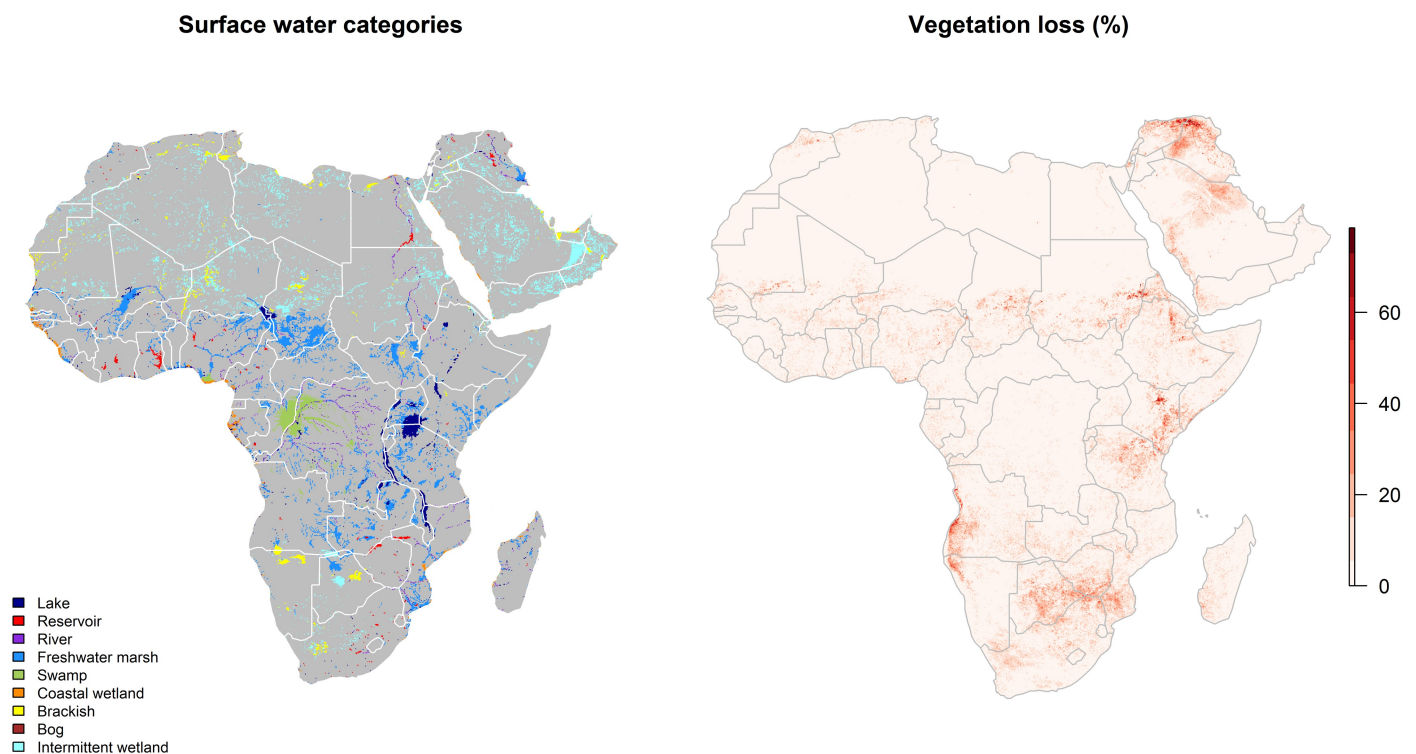 Surface water categories
Vegetation loss (%)
Lake
Reservoir
River
Freshwater marsh
Swamp
Coastal wetland
Brackish
Bog
Intermittent wetland
60
40
20
0